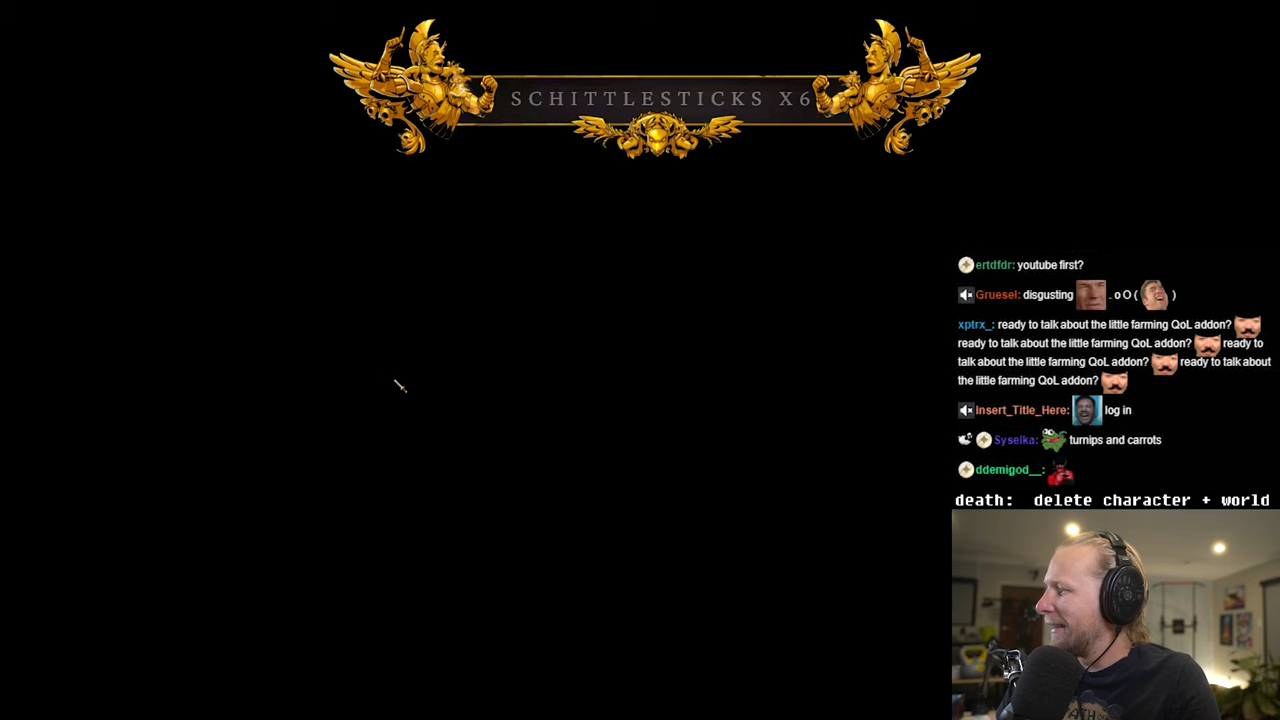 SCHITTLESTICKS X6
ertdfdr: youtube first?
Gruesel: disgusting . o O ( )
xptrx_: ready to talk about the little farming QoL addon?
ready to talk about the little farming QoL addon? ready to
talk about the little farming QoL addon? ready to talk about
the little farming QoL addon?
Insert_Title_Here: log in
Syselka: turnips and carrots
ddemigod__:
death: delete character + world